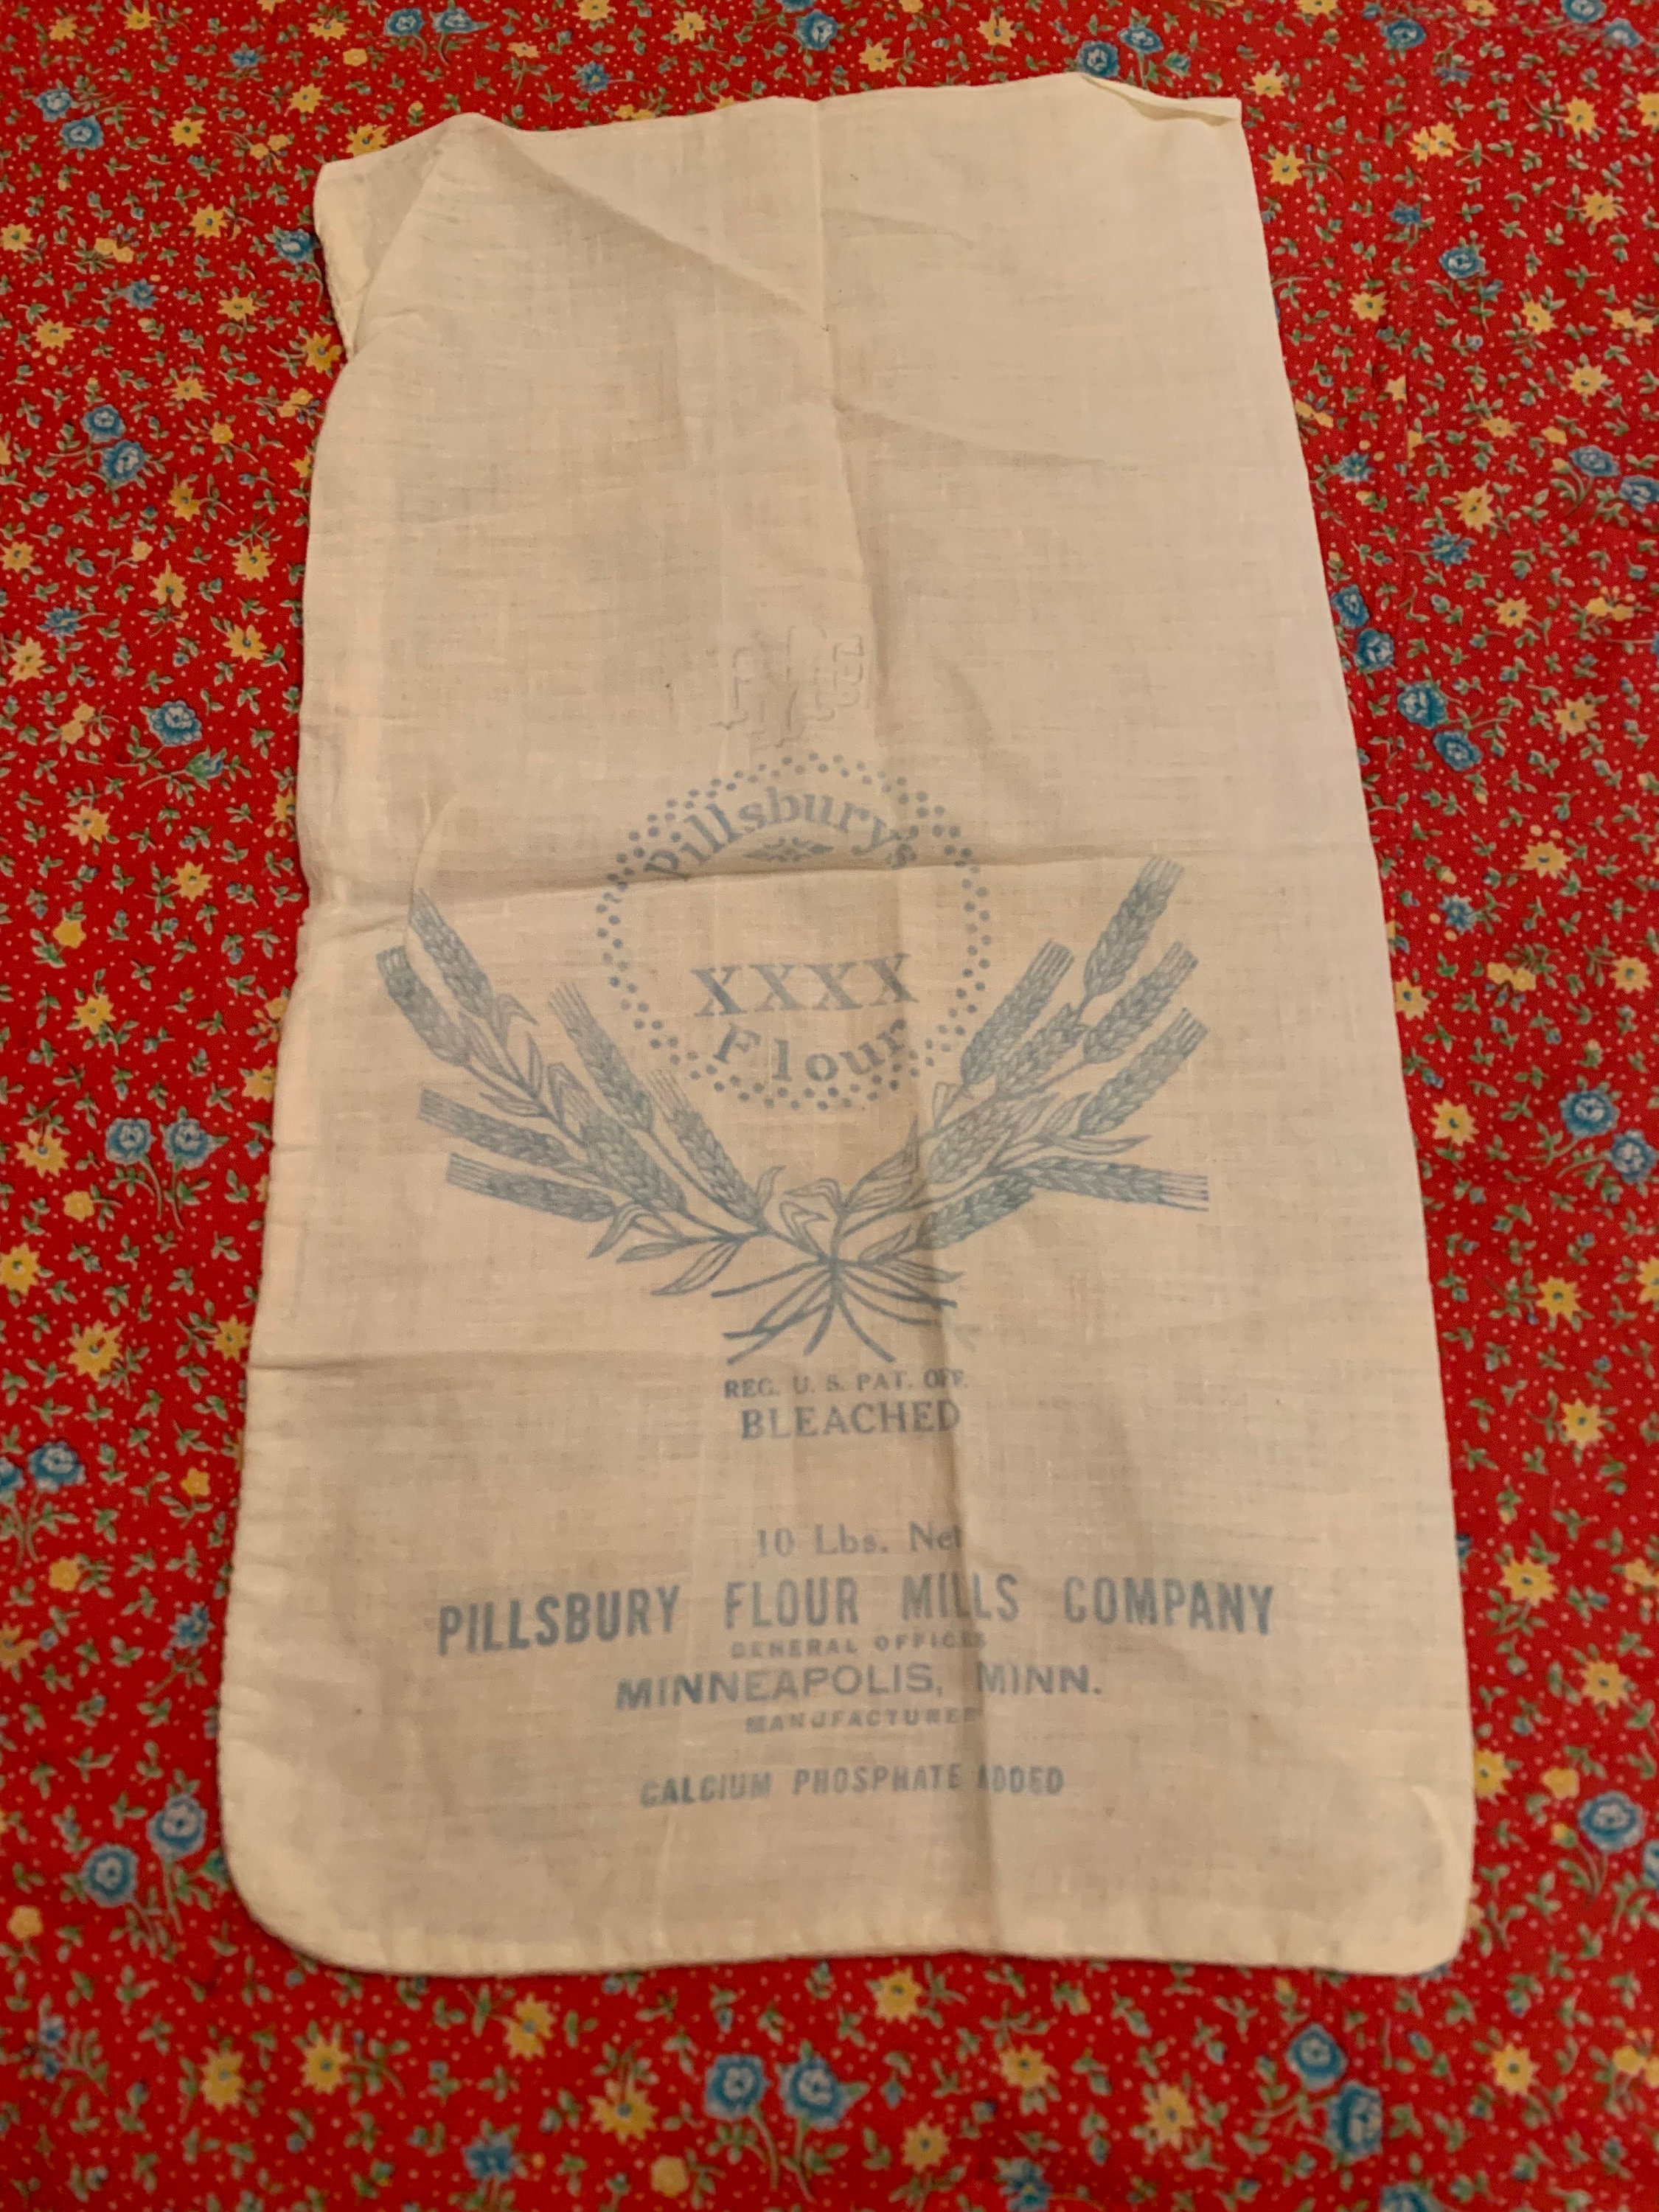 Pillsbury's
XXXX
Flour
REG. U. S. PAT. OFF.
BLEACHED
10 Lbs. Net
PILLSBURY FLOUR MILLS COMPANY
GENERAL OFFICES
MINNEAPOLIS, MINN.
MANUFACTURER
CALCIUM PHOSPHATE ADDED